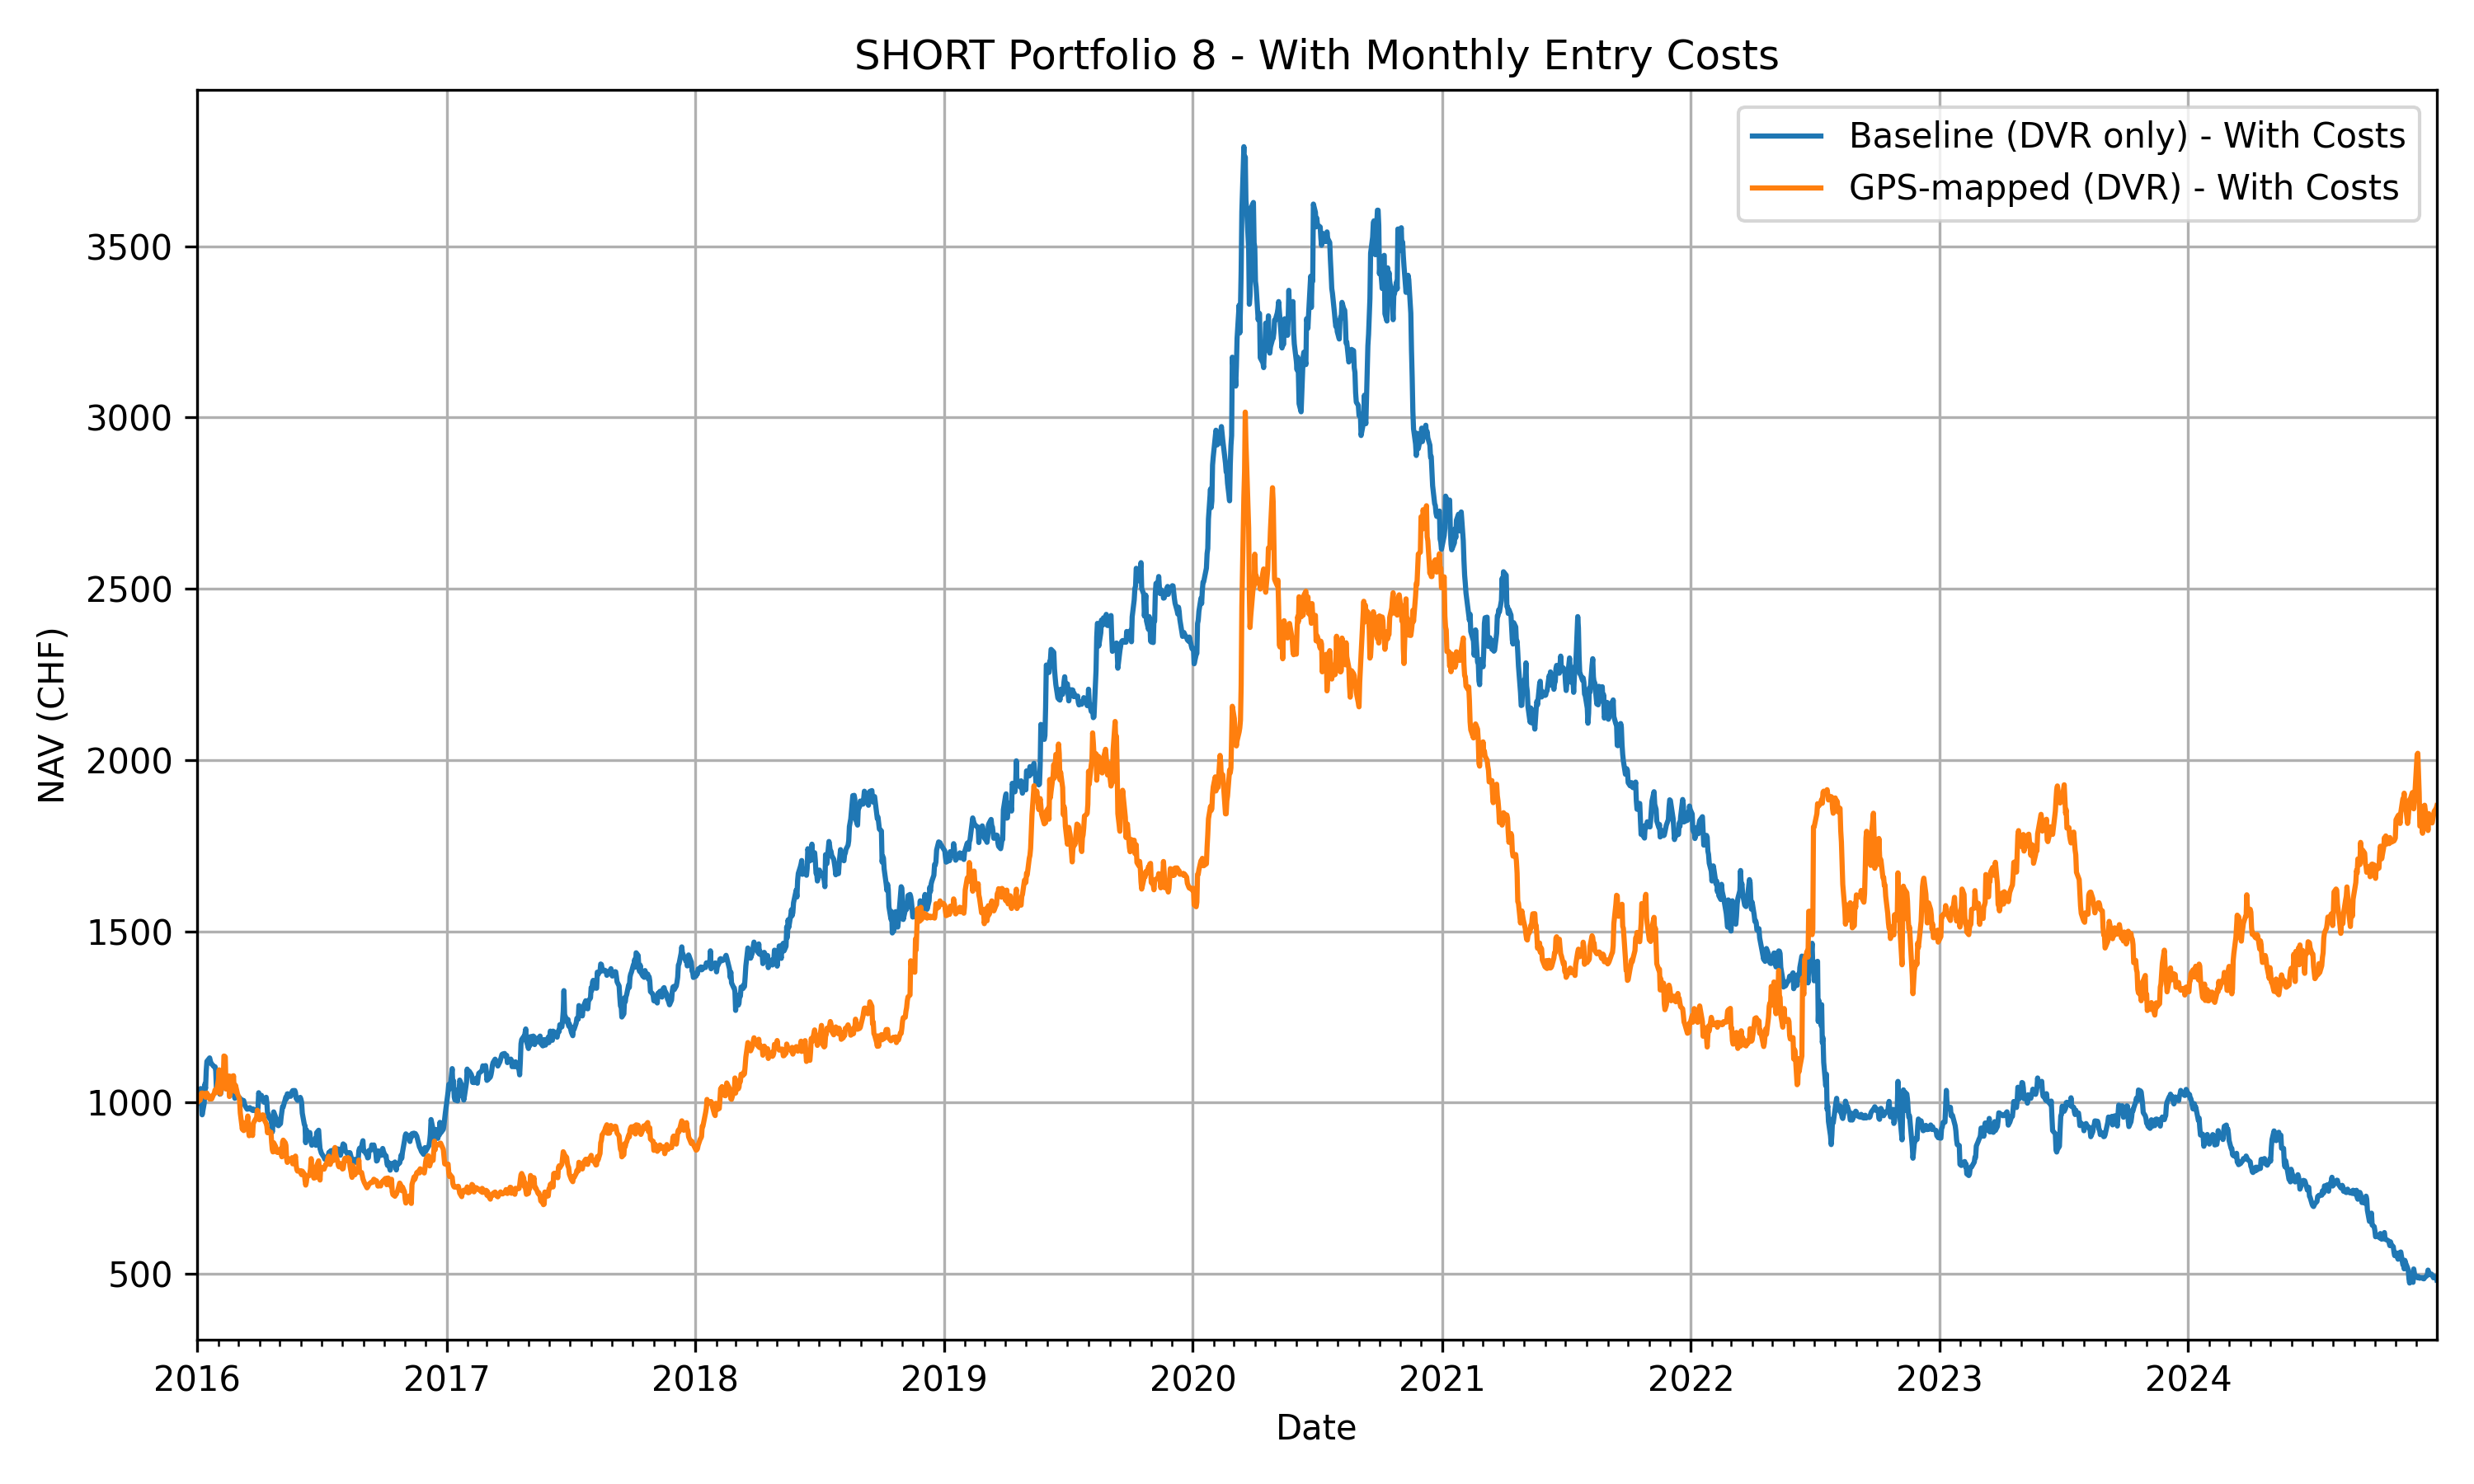 SHORT Portfolio 8 - With Monthly Entry Costs
Baseline (DVR only) - With Costs
GPS-mapped (DVR) - With Costs
NAV (CHF)
3500
3000
2500
2000
1500
1000
500
2016 2017 2018 2019 2020 2021 2022 2023 2024
Date